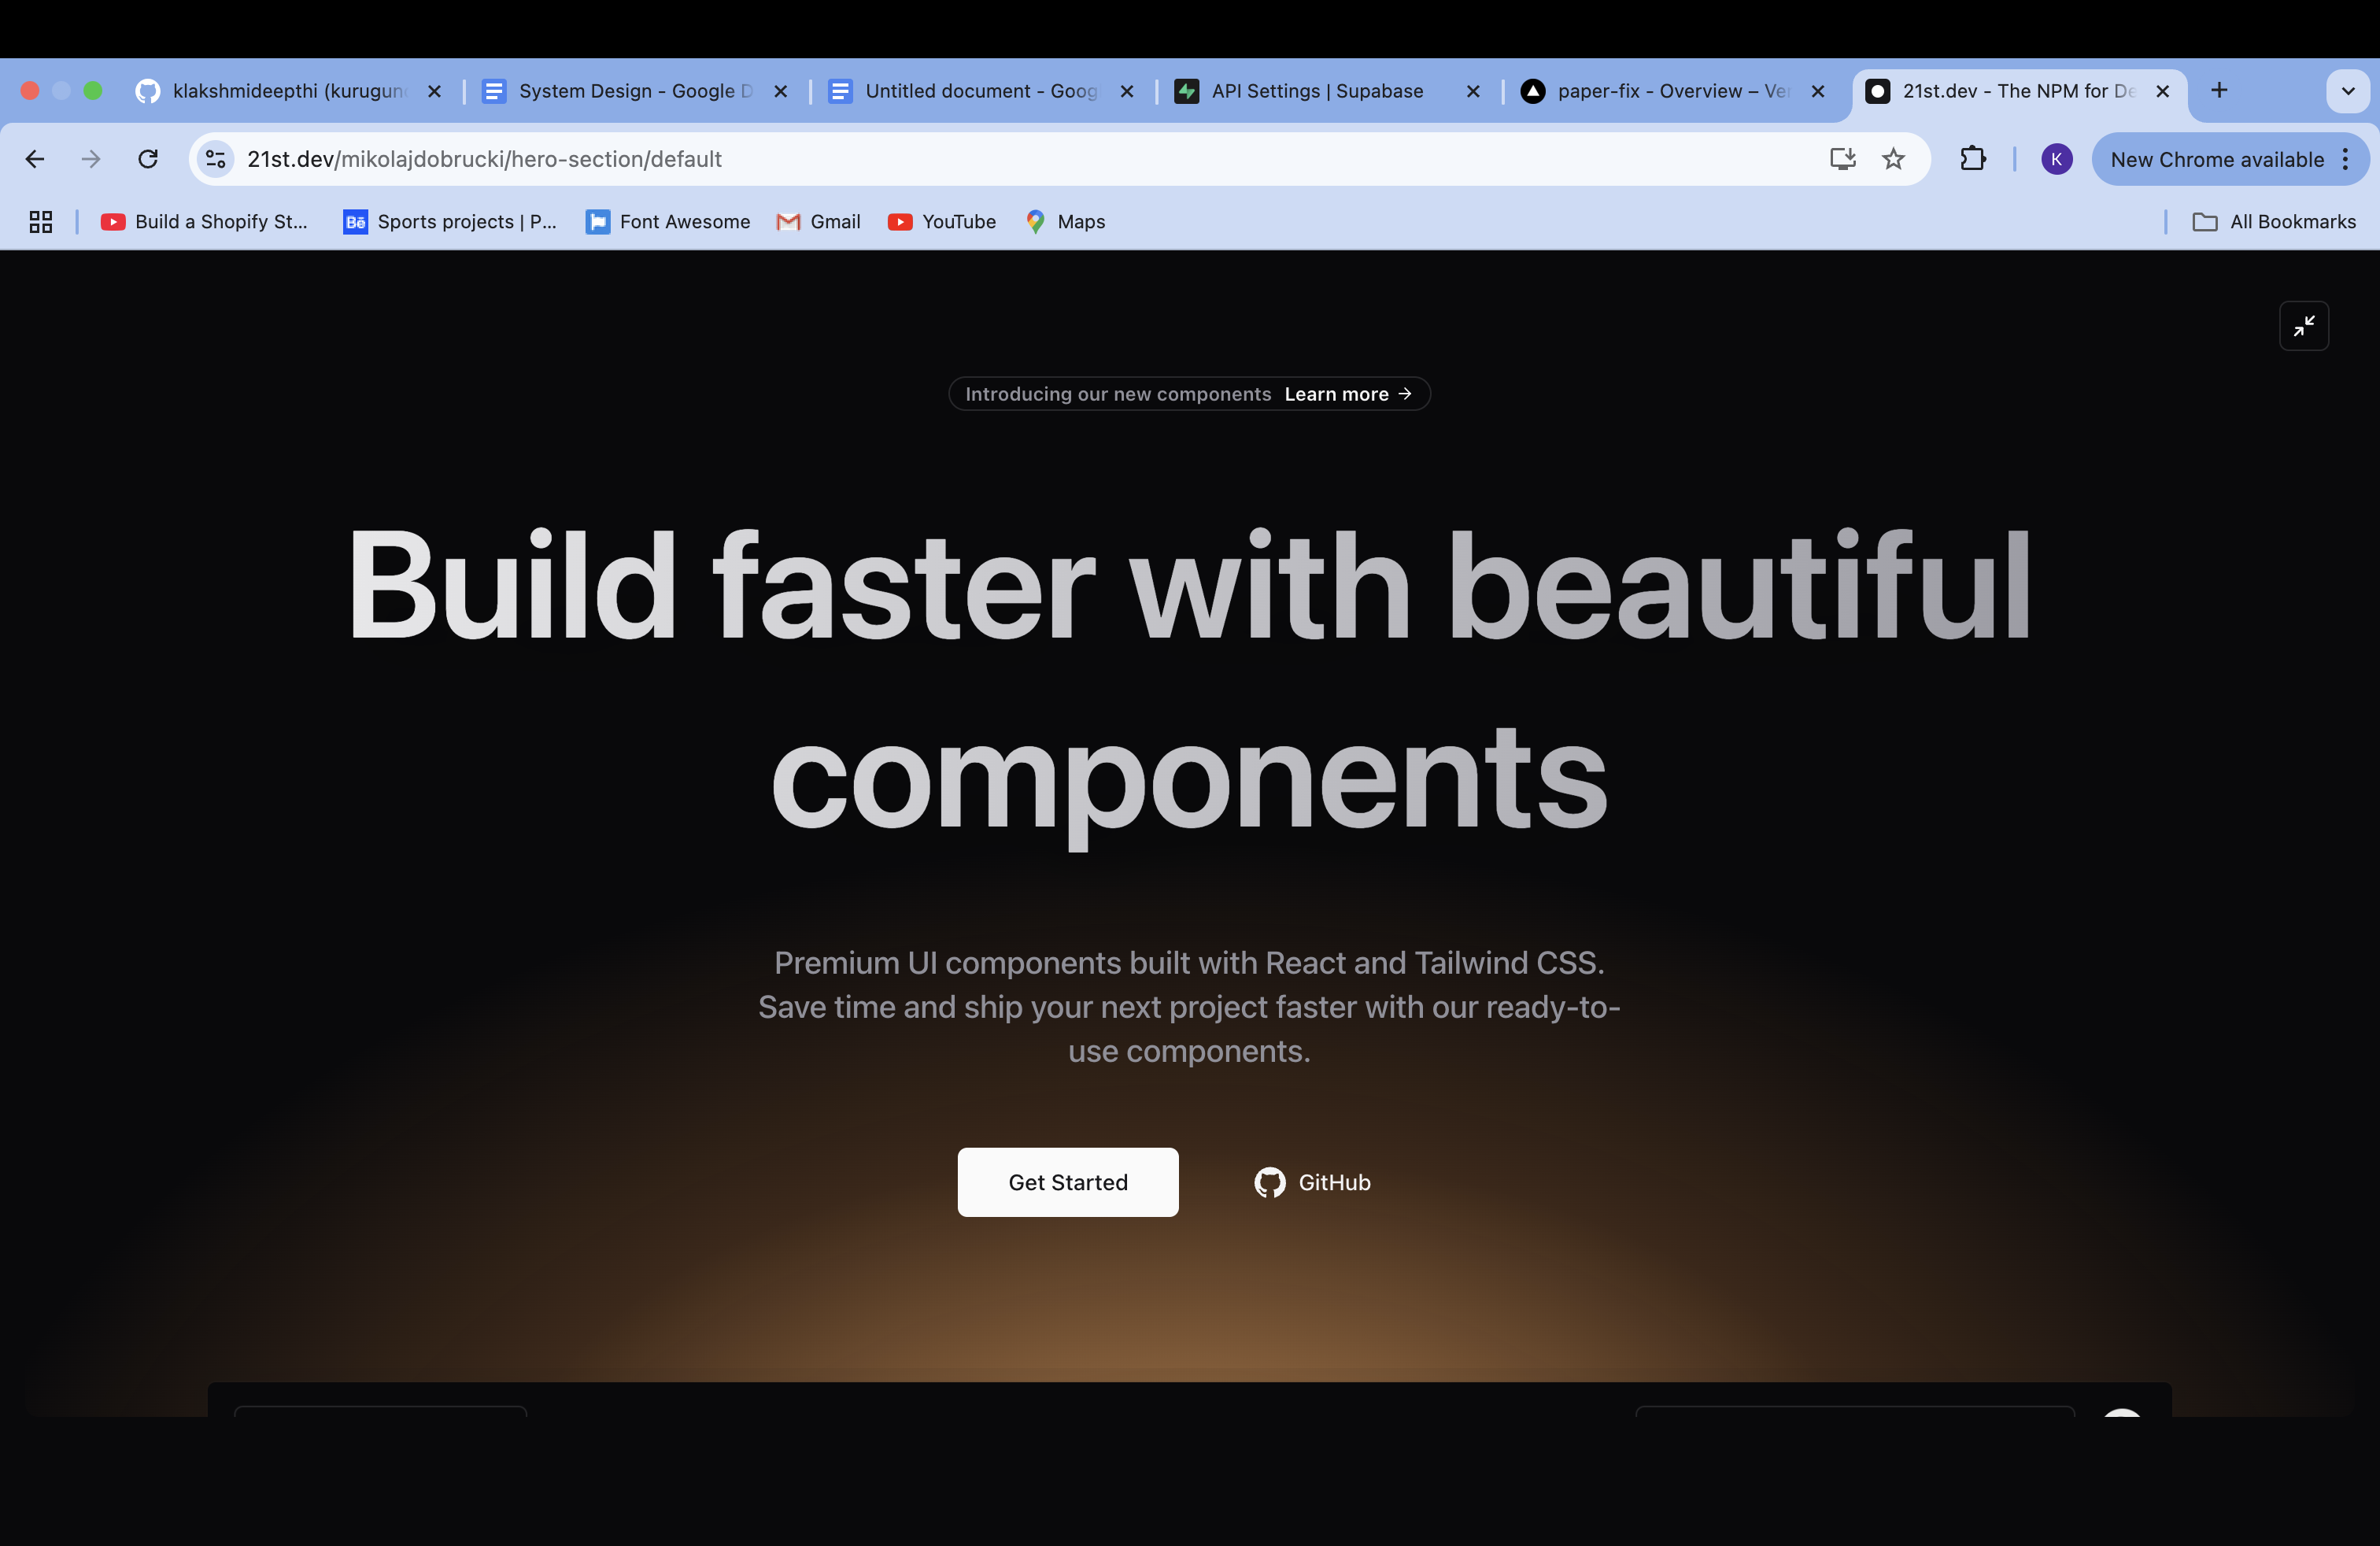 klakshmideepthi (kurugun
System Design - Google D
Untitled document - Goog
API Settings | Supabase
paper-fix - Overview – Ver
21st.dev - The NPM for De
21st.dev/mikolajdobrucki/hero-section/default
K
New Chrome available
Build a Shopify St...
Bē Sports projects | P...
Font Awesome
Gmail
YouTube
Maps
All Bookmarks
Introducing our new components Learn more →
Build faster with beautiful
components
Premium UI components built with React and Tailwind CSS.
Save time and ship your next project faster with our ready-to-
use components.
Get Started
GitHub